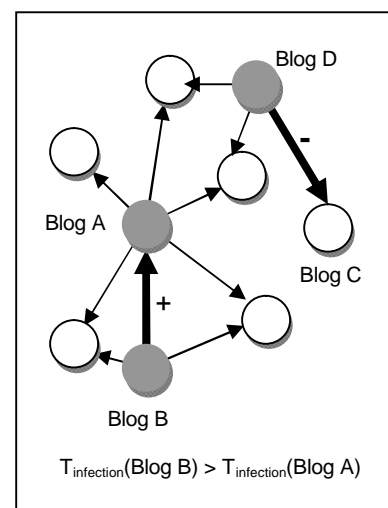 Blog D
-
Blog A
Blog C
+
Blog B
T_infection(Blog B) > T_infection(Blog A)